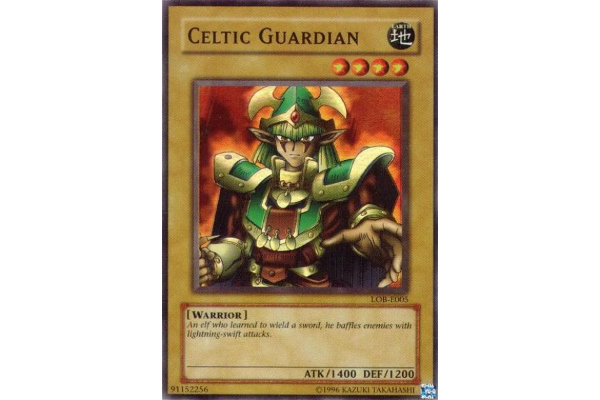 CELTIC GUARDIAN
EARTH
地
LOB-E005
[WARRIOR]
An elf who learned to wield a sword, he baffles enemies with
lightning-swift attacks.
ATK/1400 DEF/1200
91152256
©1996 KAZUKI TAKAHASHI